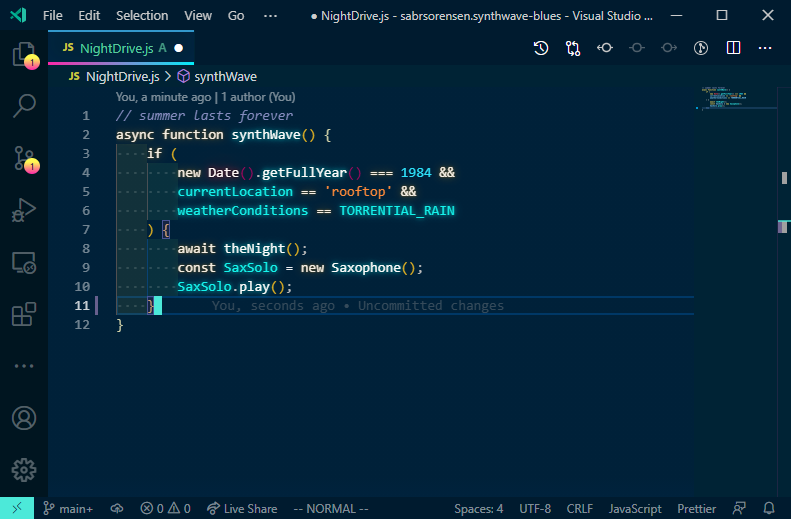 File Edit Selection View Go ··· ● NightDrive.js - sabrsorensen.synthwave-blues - Visual Studio ...
JS NightDrive.js A ●
JS NightDrive.js > synthWave
You, a minute ago | 1 author (You)
1 // summer lasts forever
2 async function synthWave() {
3 if (
4 new Date().getFullYear() === 1984 &&
5 currentLocation == 'rooftop' &&
6 weatherConditions == TORRENTIAL_RAIN
7 ) {
8 await theNight();
9 const SaxSolo = new Saxophone();
10 SaxSolo.play();
11 } You, seconds ago • Uncommitted changes
12 }
1
1
main+ 0 0 Live Share -- NORMAL -- Spaces: 4 UTF-8 CRLF JavaScript Prettier